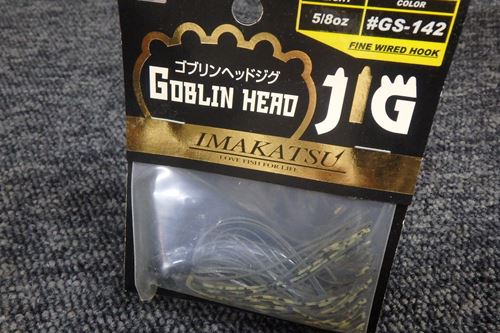 COLOR
5/8oz #GS-142
FINE WIRED HOOK
ゴブリンヘッドジグ
GOBLIN HEAD JIG
IMAKATSU
LOVE FISH FOR LIFE